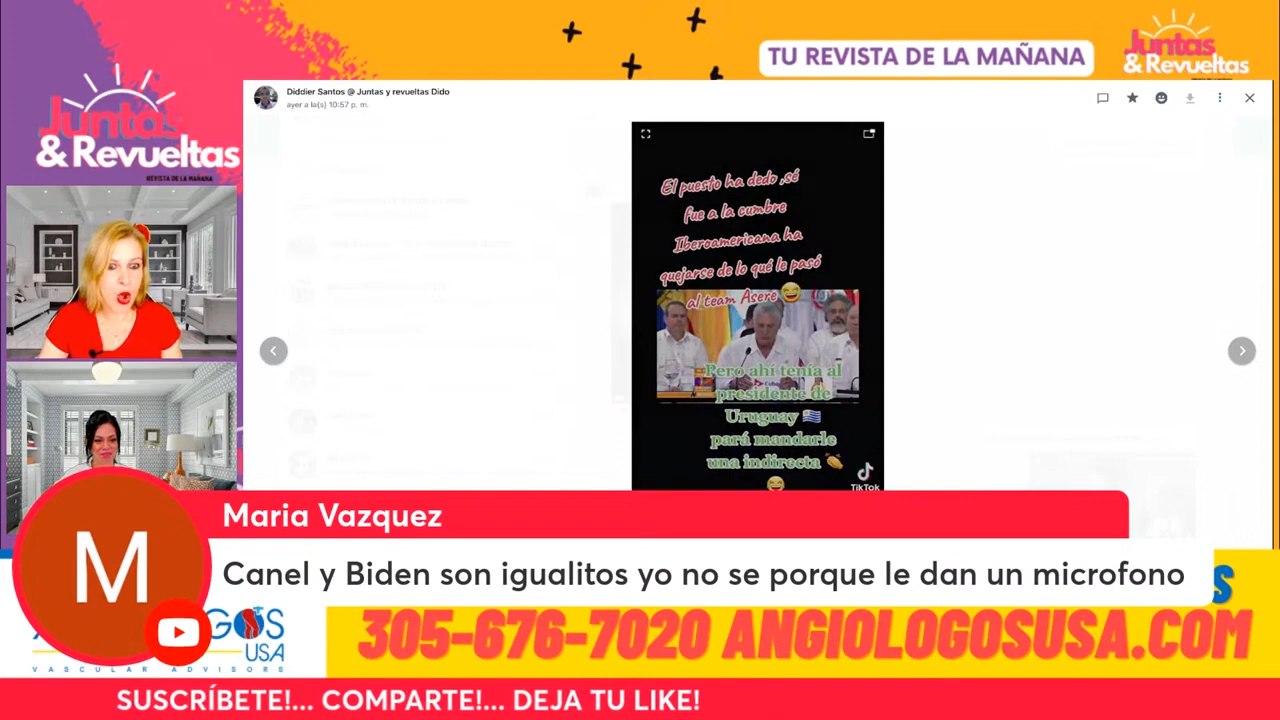 TU REVISTA DE LA MAÑANA
Juntas
& Revueltas
Juntas
& Revueltas
REVISTA DE LA MAÑANA
Diddier Santos @ Juntas y revueltas Dido
ayer a la(s) 10:57 p. m.
El puesto ha dedo ,sé
fue a la cumbre
Iberoamericana ha
quejarse de lo qué le pasó
al team Asere 😆
Pero ahí tenía al
presidente de
Uruguay 🇺🇾
pará mandarle
una indirecta 👏
😆
TikTok
Maria Vazquez
M
Canel y Biden son igualitos yo no se porque le dan un microfono
GOS
USA
VASCULAR ADVISORS
305-676-7020 ANGIOLOGOSUSA.COM
SUSCRÍBETE!... COMPARTE!... DEJA TU LIKE!